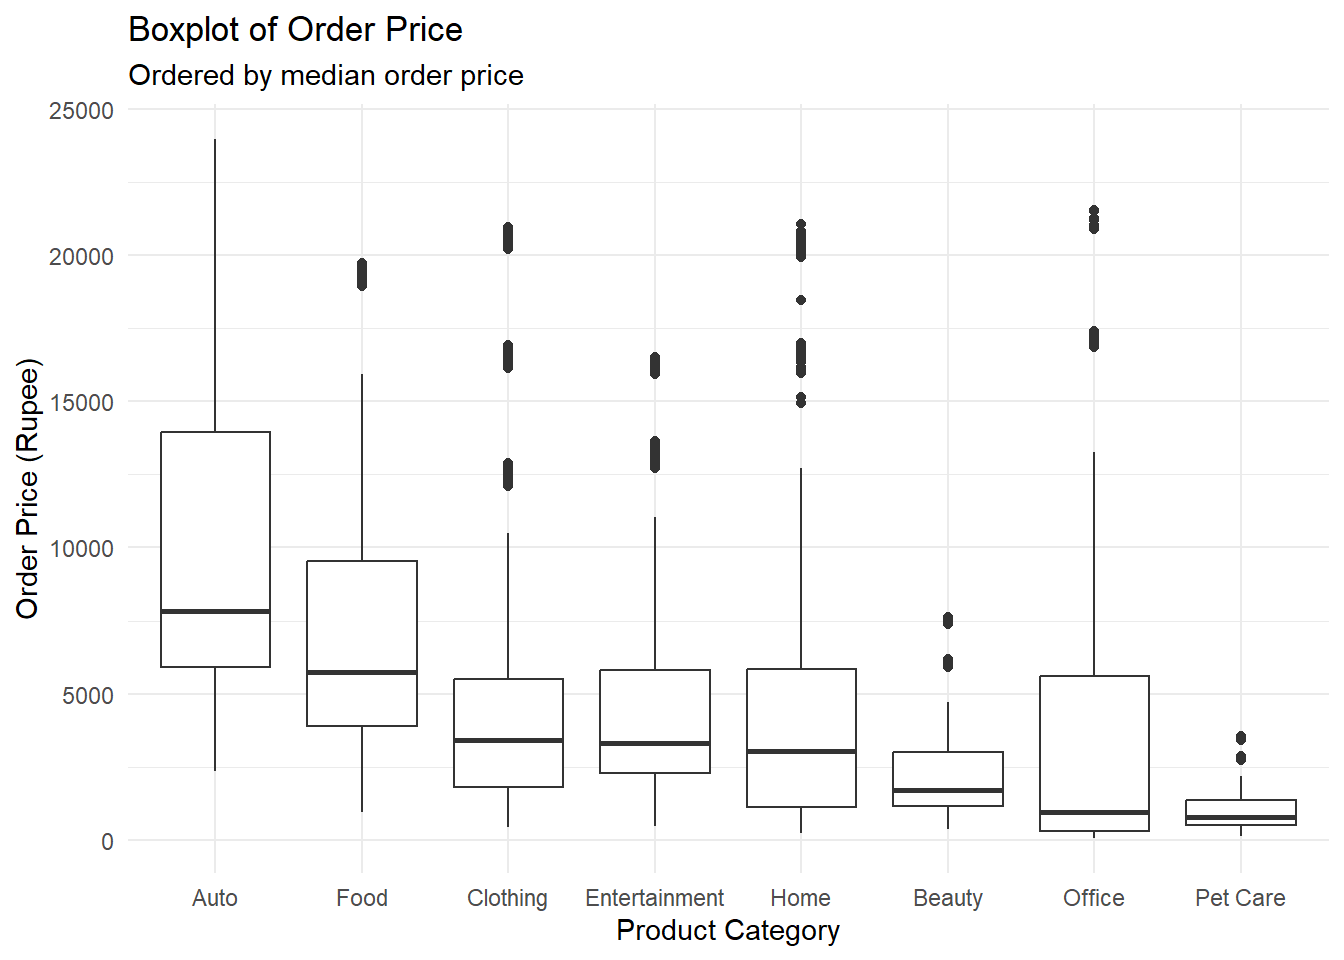 Boxplot of Order Price
Ordered by median order price
Order Price (Rupee)
25000
20000
15000
10000
5000
0
Auto Food Clothing Entertainment Home Beauty Office Pet Care
Product Category